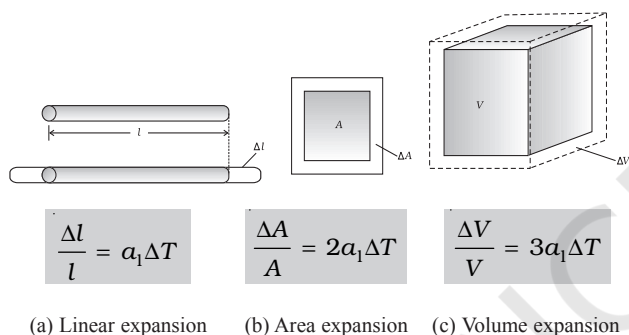 l
Δl
A
ΔA
V
ΔV
Δl/l = a₁ΔT
ΔA/A = 2a₁ΔT
ΔV/V = 3a₁ΔT
(a) Linear expansion
(b) Area expansion
(c) Volume expansion